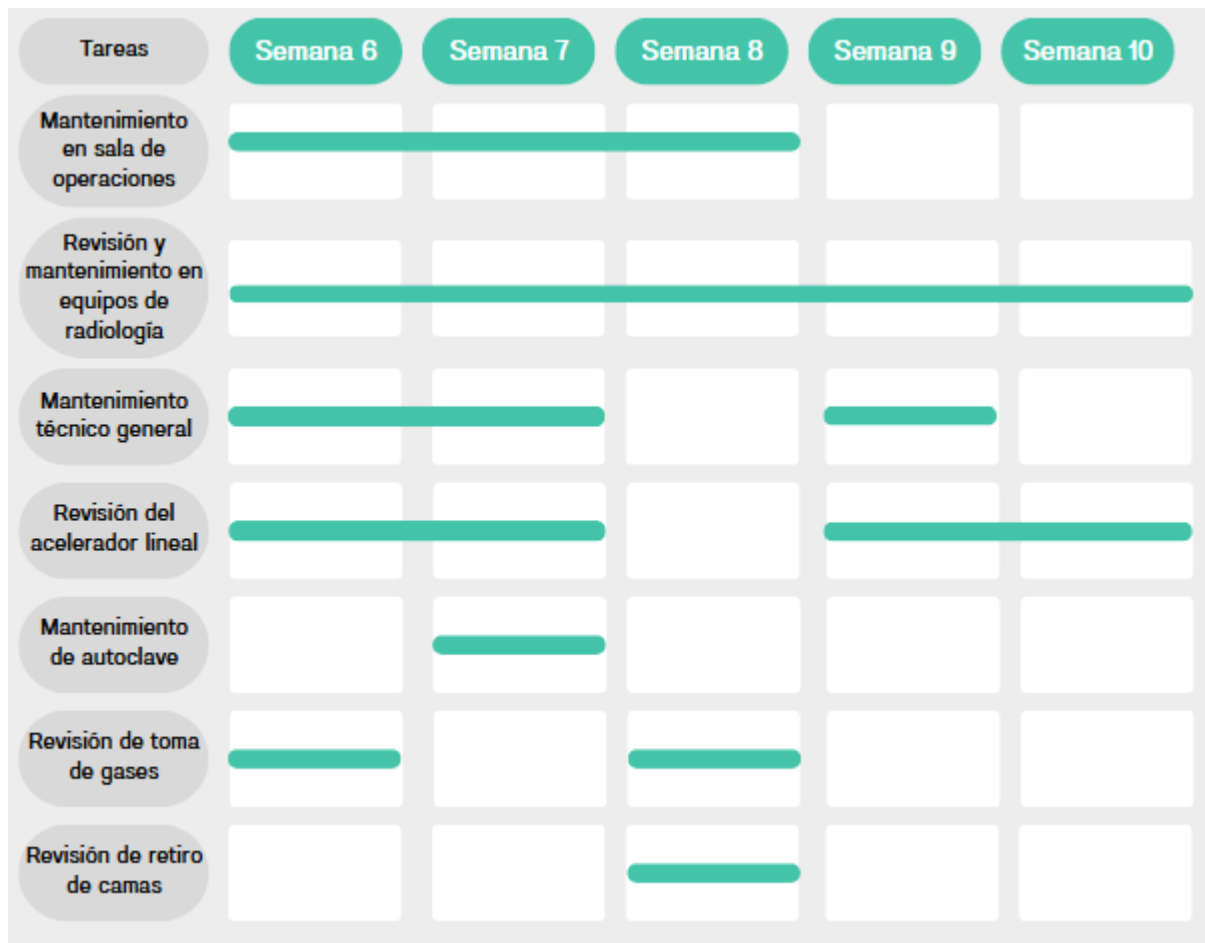 Tareas
Semana 6
Semana 7
Semana 8
Semana 9
Semana 10
Mantenimiento
en sala de
operaciones
Revisión y
mantenimiento en
equipos de
radiología
Mantenimiento
técnico general
Revisión del
acelerador lineal
Mantenimiento
de autoclave
Revisión de toma
de gases
Revisión de retiro
de camas